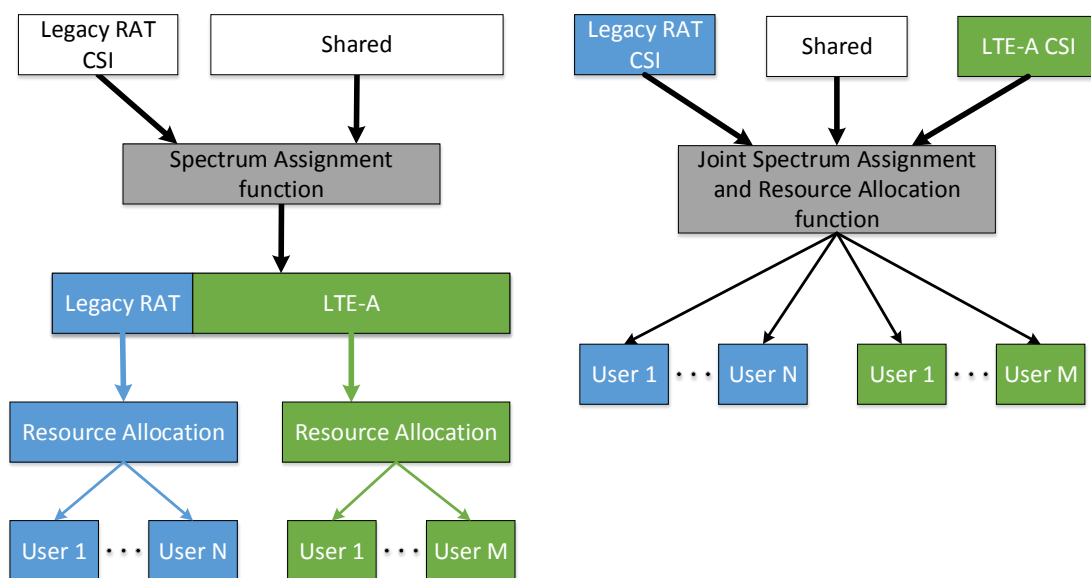 Legacy RAT
CSI
Shared
Spectrum Assignment
function
Legacy RAT
LTE-A
Resource Allocation
Resource Allocation
User 1
. . .
User N
User 1
. . .
User M
Legacy RAT
CSI
Shared
LTE-A CSI
Joint Spectrum Assignment
and Resource Allocation
function
User 1
. . .
User N
User 1
. . .
User M